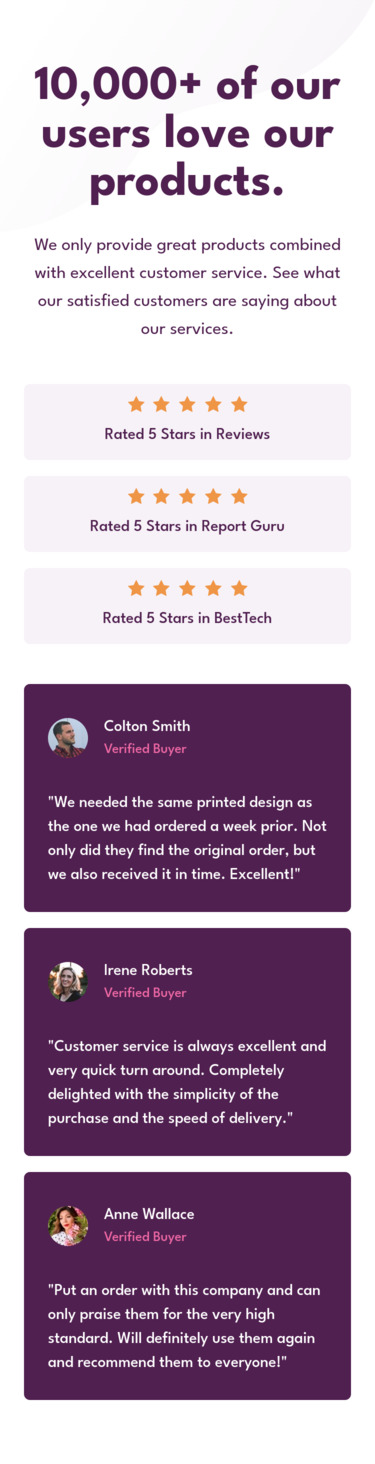 10,000+ of our
users love our
products.
We only provide great products combined
with excellent customer service. See what
our satisfied customers are saying about
our services.
Rated 5 Stars in Reviews
Rated 5 Stars in Report Guru
Rated 5 Stars in BestTech
Colton Smith
Verified Buyer
"We needed the same printed design as
the one we had ordered a week prior. Not
only did they find the original order, but
we also received it in time. Excellent!"
Irene Roberts
Verified Buyer
"Customer service is always excellent and
very quick turn around. Completely
delighted with the simplicity of the
purchase and the speed of delivery."
Anne Wallace
Verified Buyer
"Put an order with this company and can
only praise them for the very high
standard. Will definitely use them again
and recommend them to everyone!"